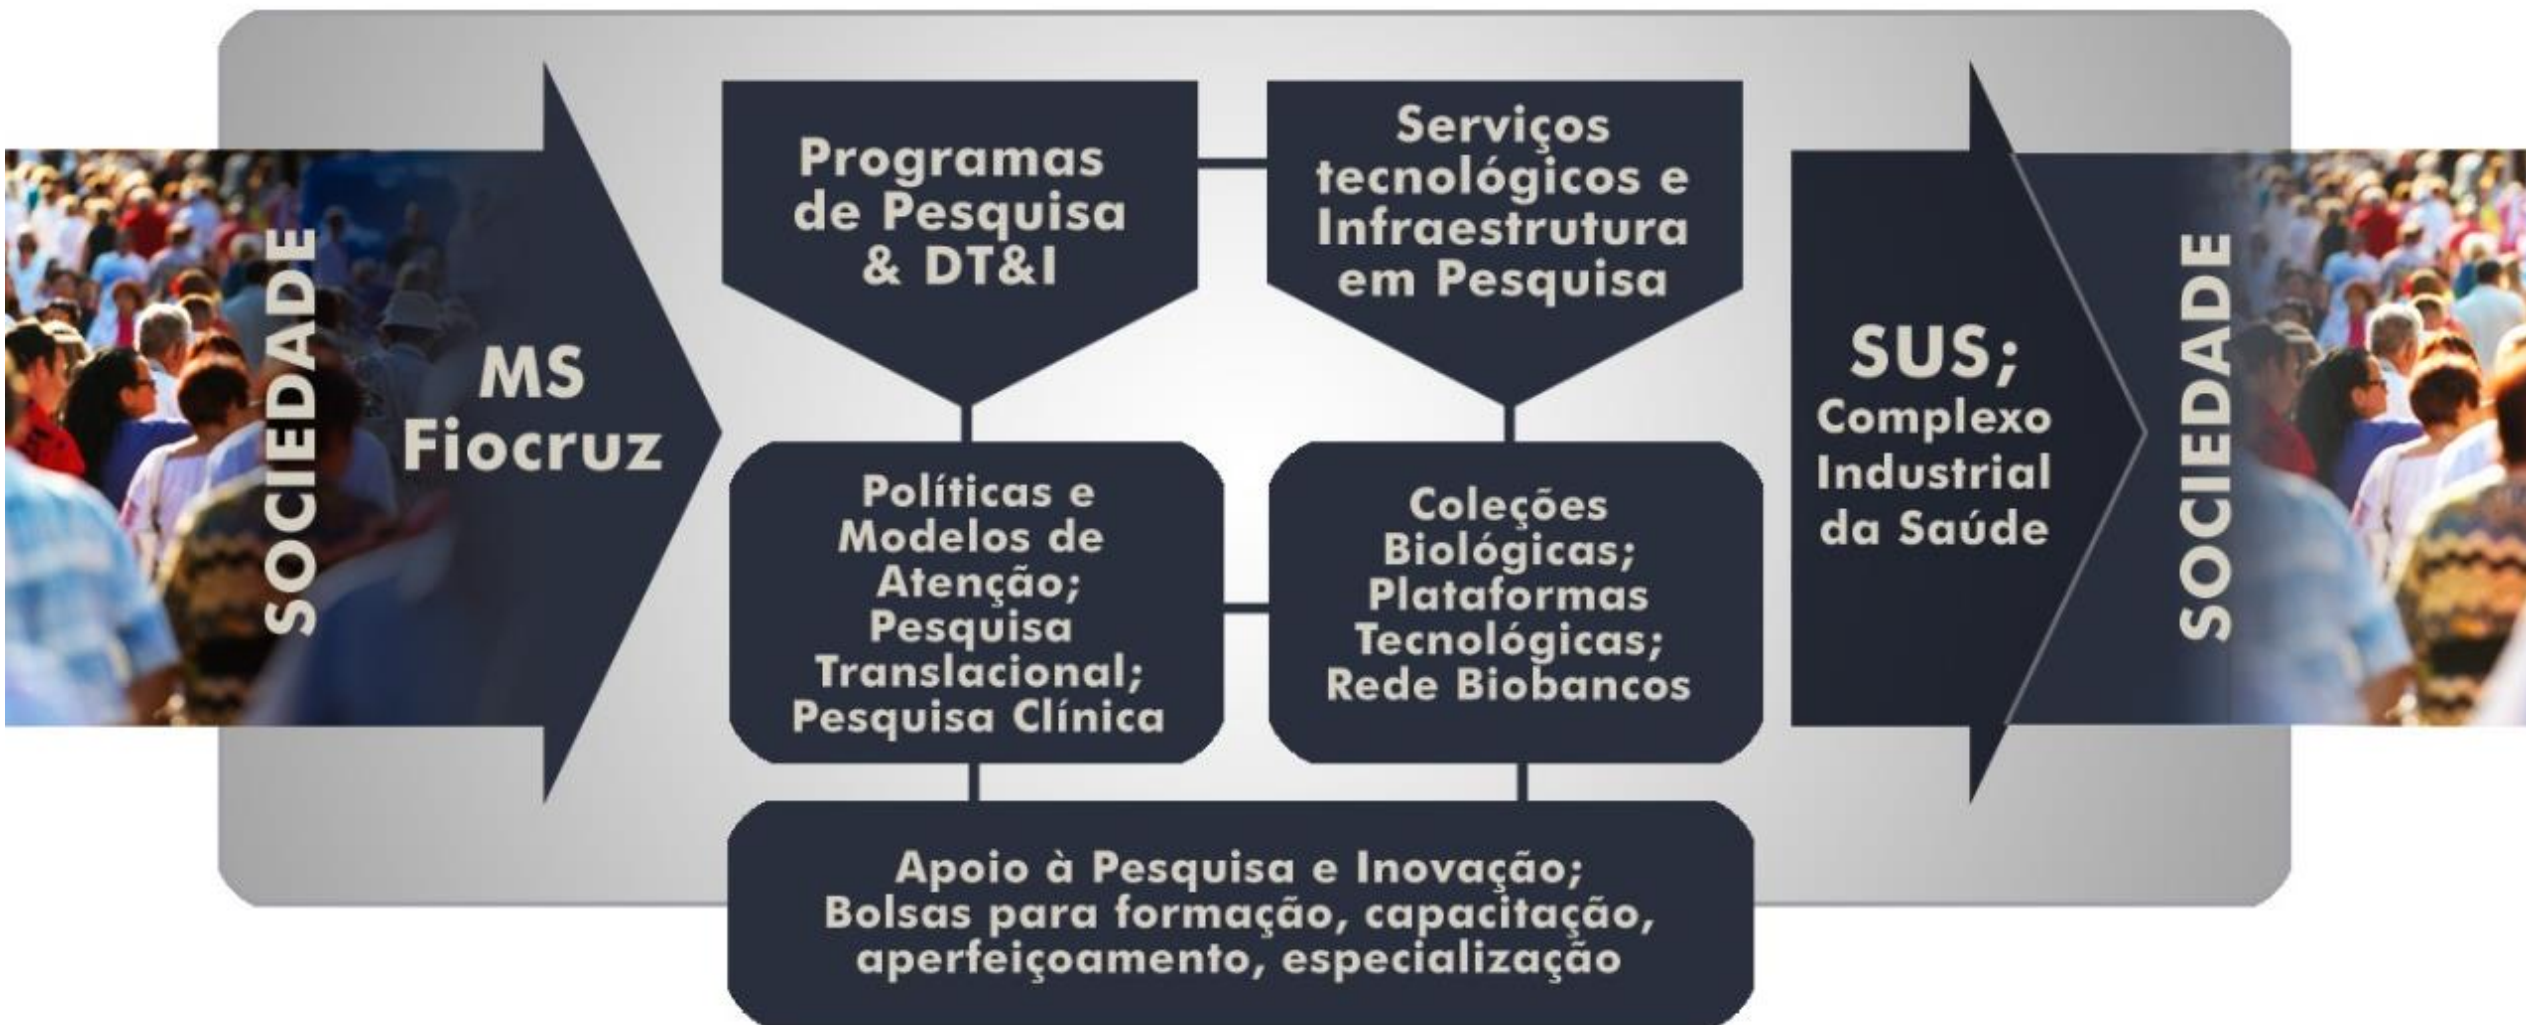 SOCIEDADE
MS
Fiocruz
Programas
de Pesquisa
& DT&I
Serviços
tecnológicos e
Infraestrutura
em Pesquisa
Políticas e
Modelos de
Atenção;
Pesquisa
Translacional;
Pesquisa Clínica
Coleções
Biológicas;
Plataformas
Tecnológicas;
Rede Biobancos
Apoio à Pesquisa e Inovação;
Bolsas para formação, capacitação,
aperfeiçoamento, especialização
SUS;
Complexo
Industrial
da Saúde
SOCIEDADE